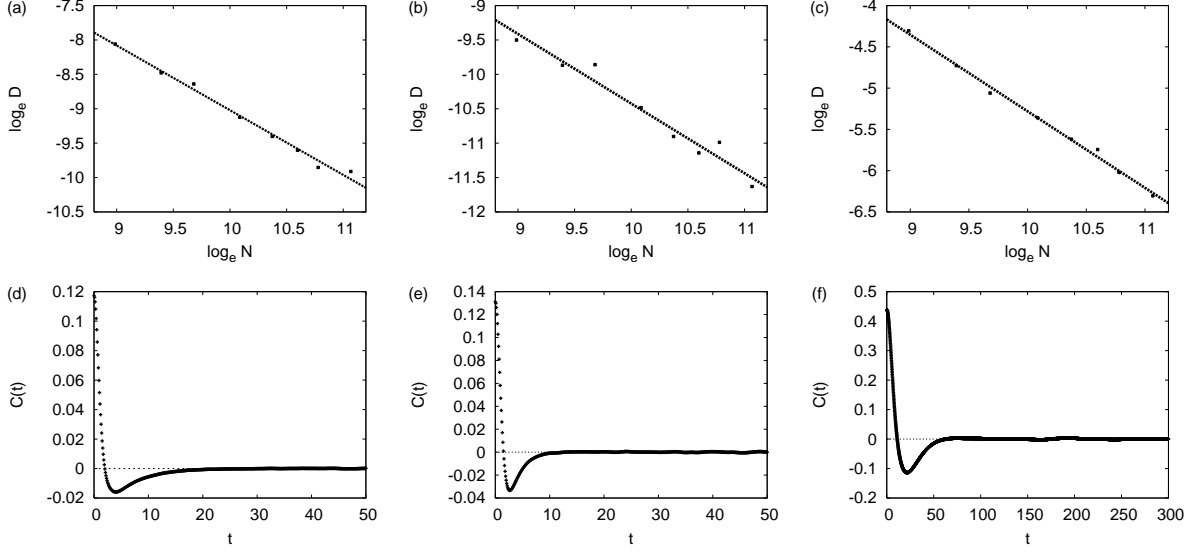 (a)
-7.5
-8
-8.5
-9
-9.5
-10
-10.5
log_e D
9 9.5 10 10.5 11
log_e N
(b)
-9
-9.5
-10
-10.5
-11
-11.5
-12
log_e D
9 9.5 10 10.5 11
log_e N
(c)
-4
-4.5
-5
-5.5
-6
-6.5
log_e D
9 9.5 10 10.5 11
log_e N
(d)
0.12
0.1
0.08
0.06
0.04
0.02
0
-0.02
C(t)
0 10 20 30 40 50
t
(e)
0.14
0.12
0.1
0.08
0.06
0.04
0.02
0
-0.02
-0.04
C(t)
0 10 20 30 40 50
t
(f)
0.5
0.4
0.3
0.2
0.1
0
-0.1
-0.2
C(t)
0 50 100 150 200 250 300
t